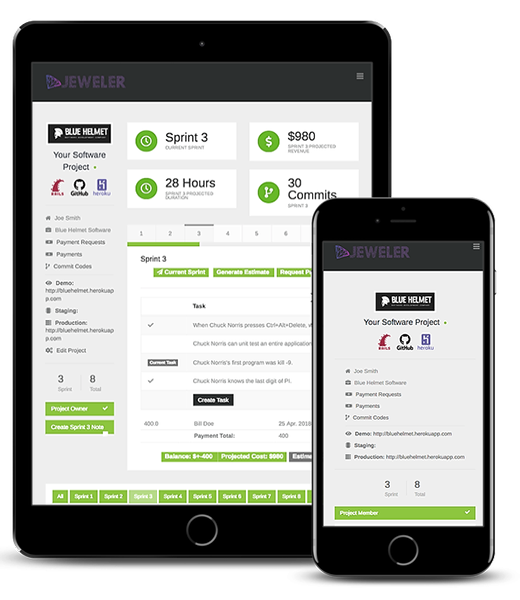 JEWELER
BLUE HELMET
Your Software
Project
RAILS
GitHub
heroku
Joe Smith
Blue Helmet Software
Payment Requests
Payments
Commit Codes
Demo:
http://bluehelmet.herokuap
p.com
Staging:
Production:
http://bluehelmet.herokuap
p.com
Edit Project
3
Sprint
8
Total
Project Owner
Create Sprint 3 Note
Sprint 3
CURRENT SPRINT
$980
SPRINT 3 PROJECTED
REVENUE
28 Hours
SPRINT 3 PROJECTED
DURATION
30
Commits
SPRINT 3
1 2 3 4 5 6
Sprint 3
Current Sprint
Generate Estimate
Request P
Task
When Chuck Norris presses Ctrl+Alt+Delete, w
Chuck Norris can unit test an entire application
Current Task
Chuck Norris's first program was kill -9.
Chuck Norris knows the last digit of PI.
Create Task
400.0 Bill Doe 25 Apr. 2016
Payment Total: 400
Balance: $+-400
Projected Cost: $980
Estime
All Sprint 1 Sprint 2 Sprint 3 Sprint 4 Sprint 5 Sprint 6 Sprint 7 Sprint 8
JEWELER
BLUE HELMET
Your Software Project
RAILS
GitHub
heroku
Joe Smith
Blue Helmet Software
Payment Requests
Payments
Commit Codes
Demo: http://bluehelmet.herokuapp.com
Staging:
Production: http://bluehelmet.herokuapp.com
3
Sprint
8
Total
Project Member